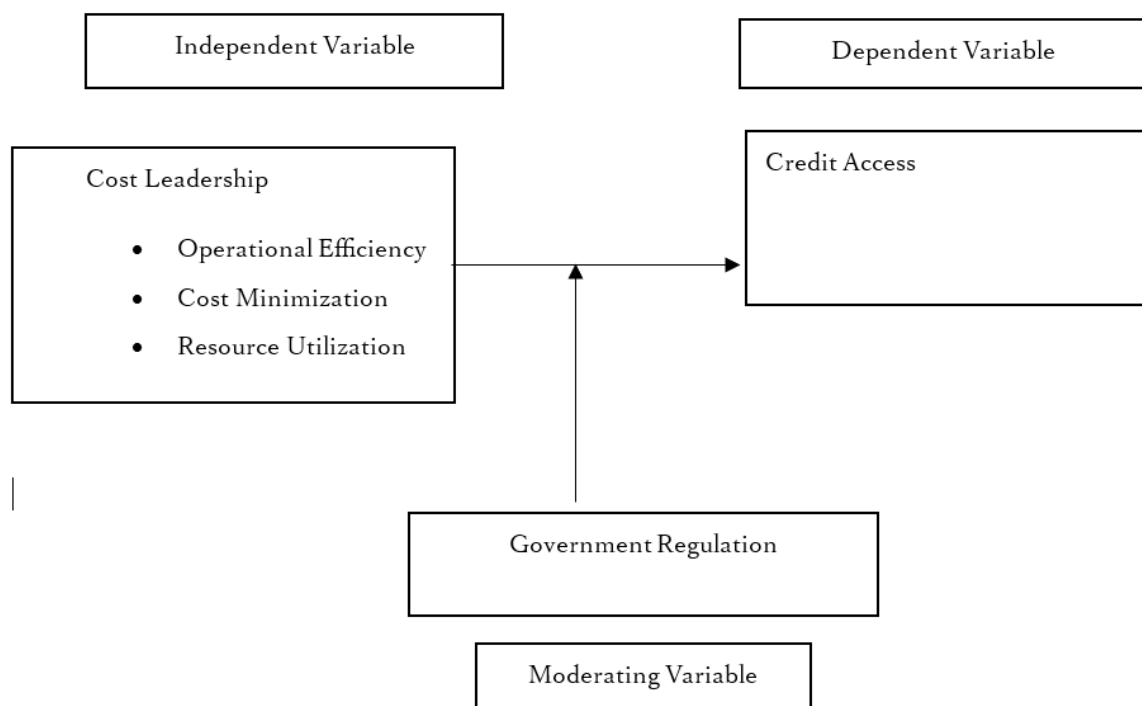 Independent Variable
Dependent Variable
Cost Leadership
• Operational Efficiency
• Cost Minimization
• Resource Utilization
Credit Access
Government Regulation
Moderating Variable